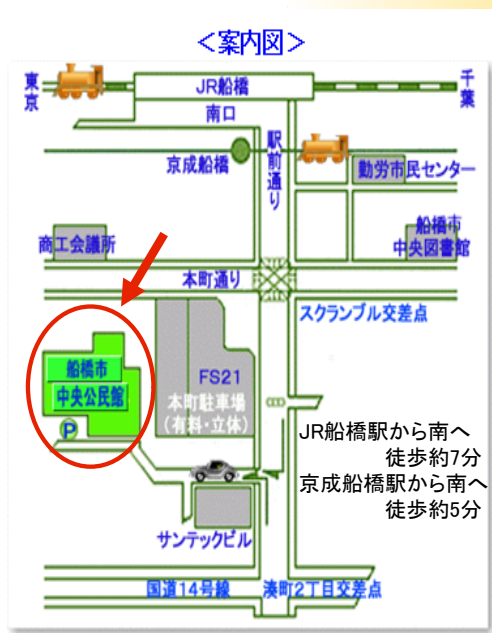 ＜案内図＞
東京
JR船橋
千葉
南口
駅前通り
京成船橋
勤労市民センター
船橋市
中央図書館
商工会議所
本町通り
スクランブル交差点
船橋市
中央公民館
P
FS21
本町駐車場
（有料・立体）
JR船橋駅から南へ
徒歩約7分
京成船橋駅から南へ
徒歩約5分
サンテックビル
国道14号線
湊町2丁目交差点